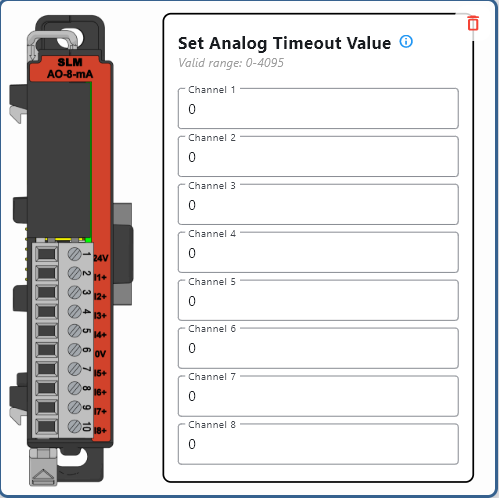 SLM
AO-8-mA
1
24V
2
I1+
3
I2+
4
I3+
5
I4+
6
0V
7
I5+
8
I6+
9
I7+
10
I8+
Set Analog Timeout Value
Valid range: 0-4095
Channel 1
0
Channel 2
0
Channel 3
0
Channel 4
0
Channel 5
0
Channel 6
0
Channel 7
0
Channel 8
0